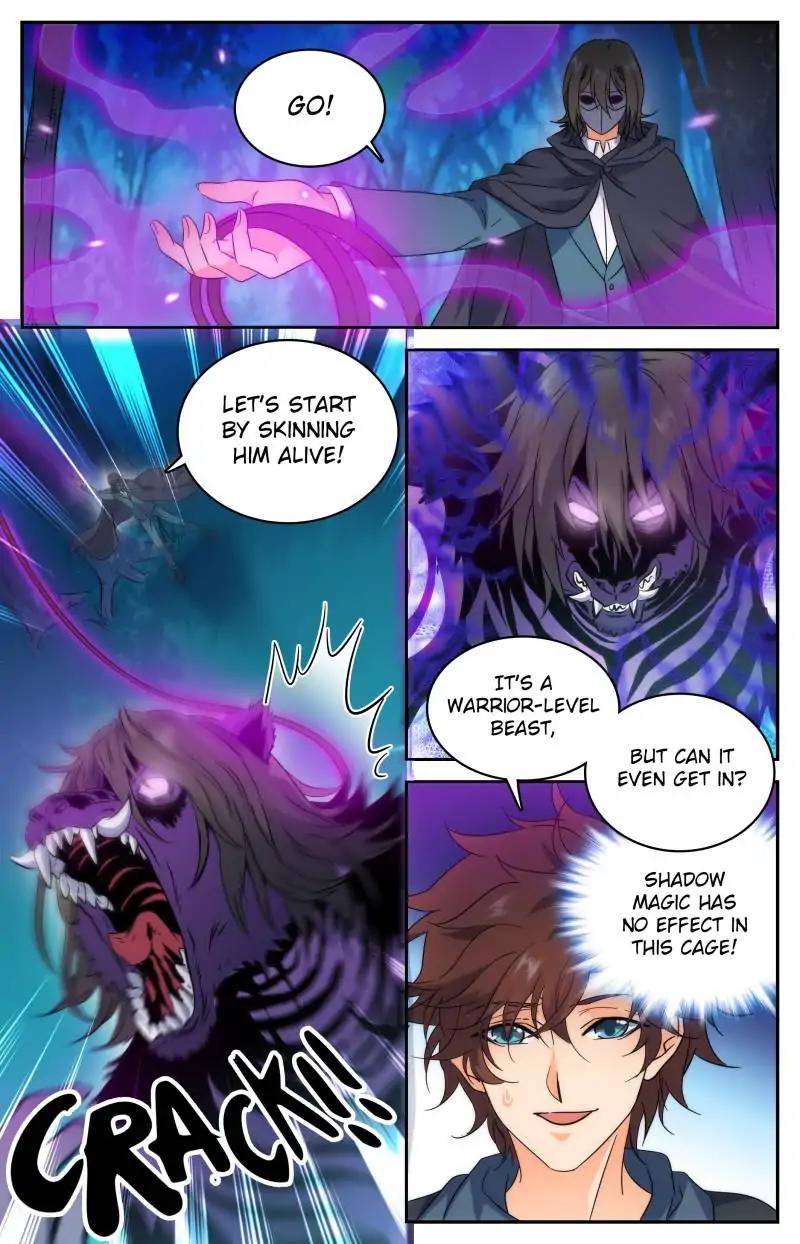 GO!
LET'S START
BY SKINNING
HIM ALIVE!
IT'S A
WARRIOR-LEVEL
BEAST,
BUT CAN IT
EVEN GET IN?
SHADOW
MAGIC HAS
NO EFFECT IN
THIS CAGE!
CRACK!!!